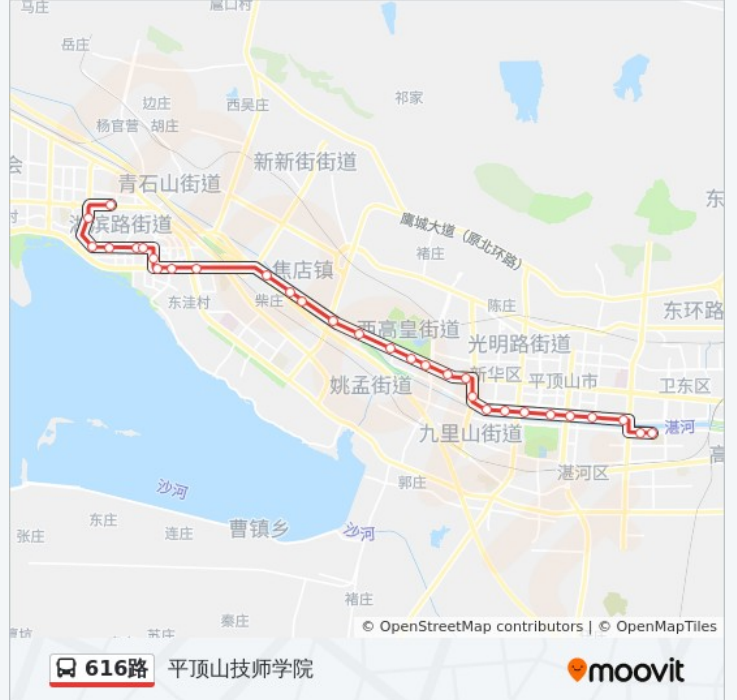 马庄
扈口村
岳庄
边庄
西吴庄
祁家
杨官营
胡庄
新新街街道
会
青石山街道
东
村
滨路街道
鹰城大道（原北环路）
褚庄
焦店镇
柴庄
东洼村
陈庄
东环路
西高皇街道
光明路街道
新华区
平顶山市
姚孟街道
卫东区
九里山街道
湛河
高
湛河区
郭庄
沙河
东庄
曹镇乡
沙河
张庄
连庄
褚庄
秦庄
© OpenStreetMap contributors | © OpenMapTiles
616路
平顶山技师学院
moovit